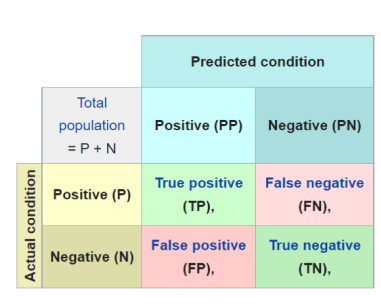 Predicted condition
Total
population
= P + N
Positive (PP)
Negative (PN)
Actual condition
Positive (P)
True positive
(TP),
False negative
(FN),
Negative (N)
False positive
(FP),
True negative
(TN),